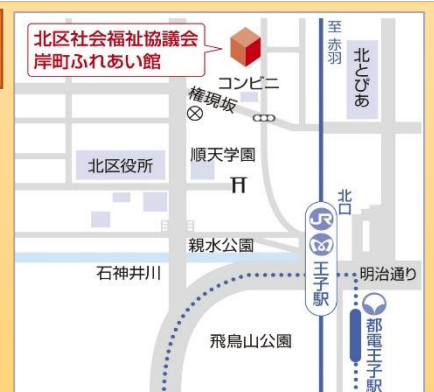 北区社会福祉協議会
岸町ふれあい館
至 赤羽
北とぴあ
コンビニ
権現坂
順天学園
北区役所
北口
JR
親水公園
王子駅
石神井川
明治通り
飛鳥山公園
都電王子駅